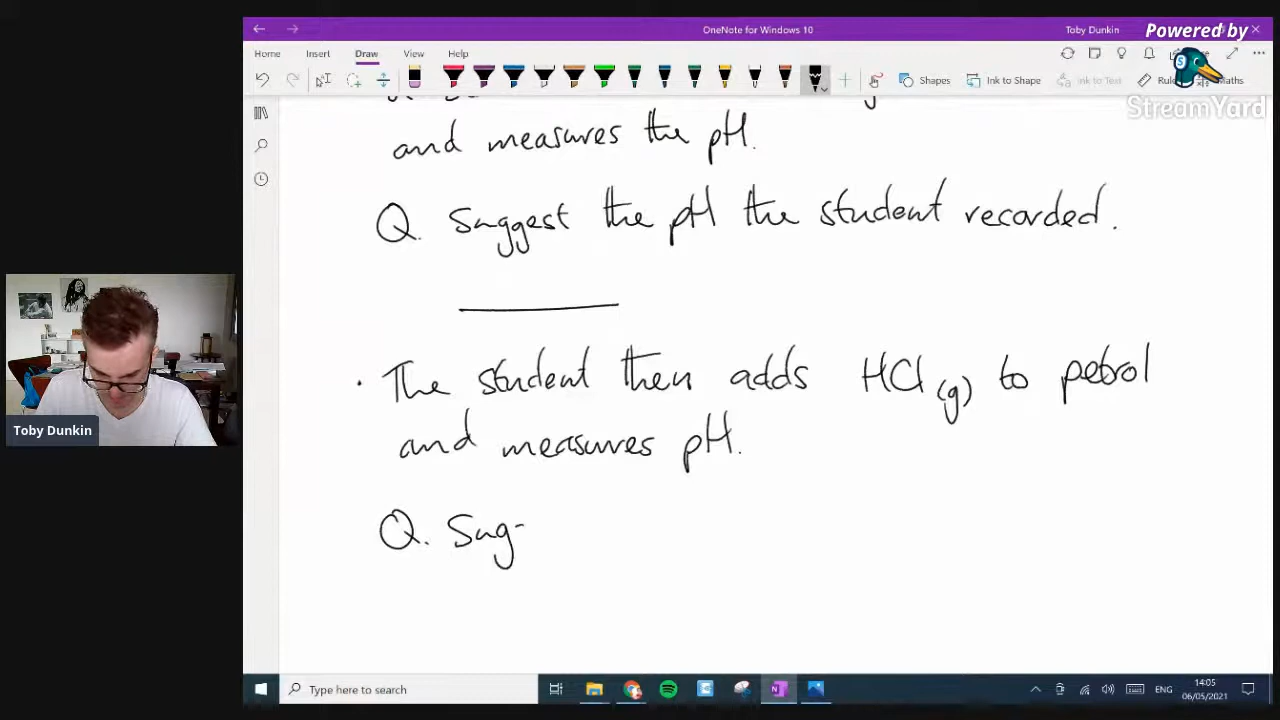 OneNote for Windows 10
Toby Dunkin
Powered by
StreamYard
Home Insert Draw View Help
Shapes Ink to Shape Ink to Text Maths
and measures the pH.
Q. Suggest the pH the student recorded.
· The student then adds HCl (g) to petrol
and measures pH.
Q. Sug
Toby Dunkin
Type here to search
ENG
14:05
06/05/2021